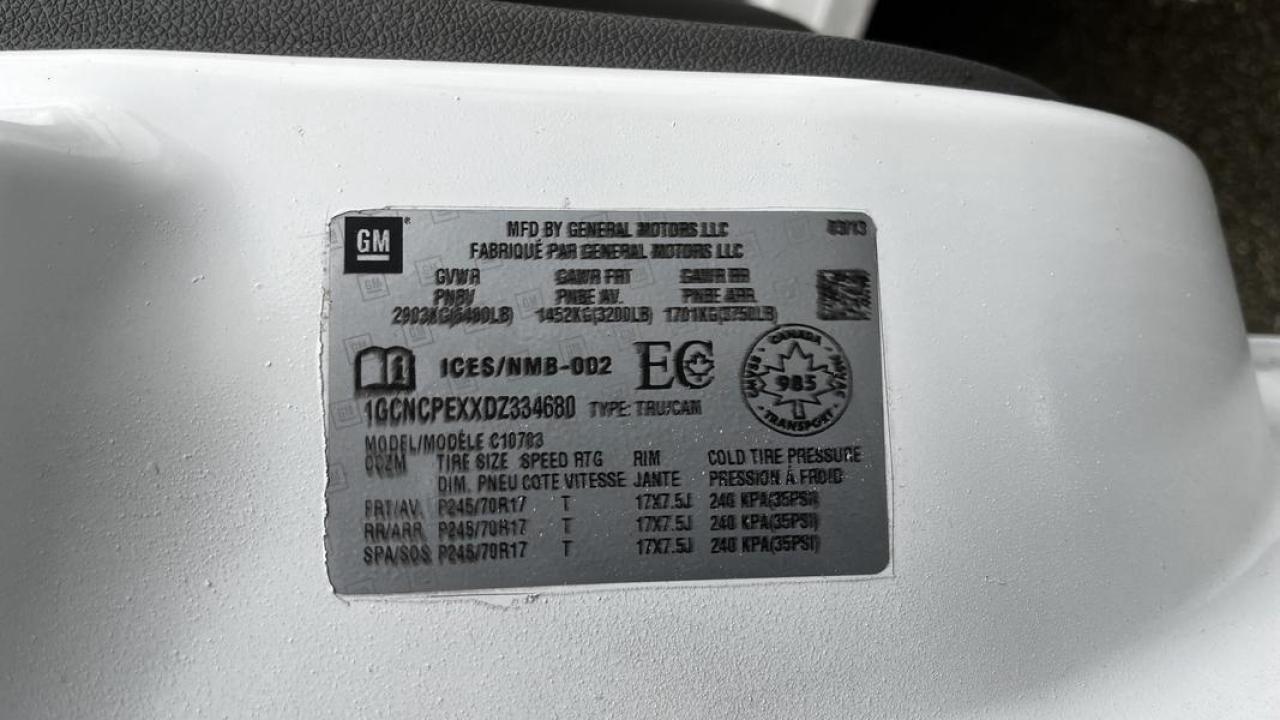 GM
MFD BY GENERAL MOTORS LLC
03/13
FABRIQUÉ PAR GENERAL MOTORS LLC
GVWR GAWR FRT GAWR RR
PNBV PNBE AV. PNBE ARR.
2903KG(6400LB) 1452KG(3200LB) 1701KG(3750LB)
ICES/NMB-002 EC
CANADA
985
TRANSPORT
1GCNCPEXXDZ334680 TYPE: TRU/CAM
MODEL/MODÈLE C10703
TIRE SIZE SPEED RTG RIM COLD TIRE PRESSURE
DIM. PNEU COTE VITESSE JANTE PRESSION À FROID
FRT/AV. P245/70R17 T 17X7.5J 240 KPA(35PSI)
RR/ARR P245/70R17 T 17X7.5J 240 KPA(35PSI)
SPA/SOS P245/70R17 T 17X7.5J 240 KPA(35PSI)